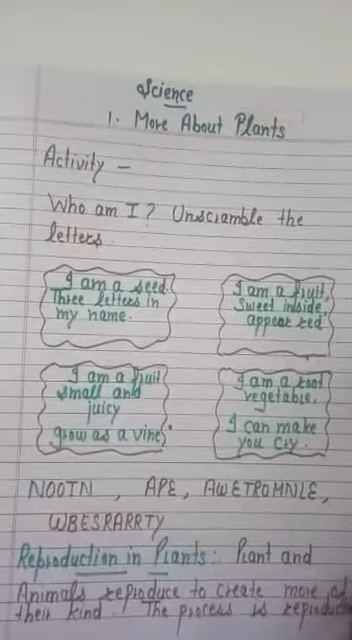 Science
1. More About Plants
Activity -
Who am I? Unscramble the
letters.
I am a seed.
Three letters in
my name.
I am a fruit,
Sweet inside,
appear red
I am a fruit
small and
juicy
grow as a vine.
I am a root
vegetable,
I can make
you cry.
NOOTN, APE, AWETROMNLE,
WBESRARRTY
Reproduction in Plants: Plant and
Animals reproduce to create more of
their kind. The process is